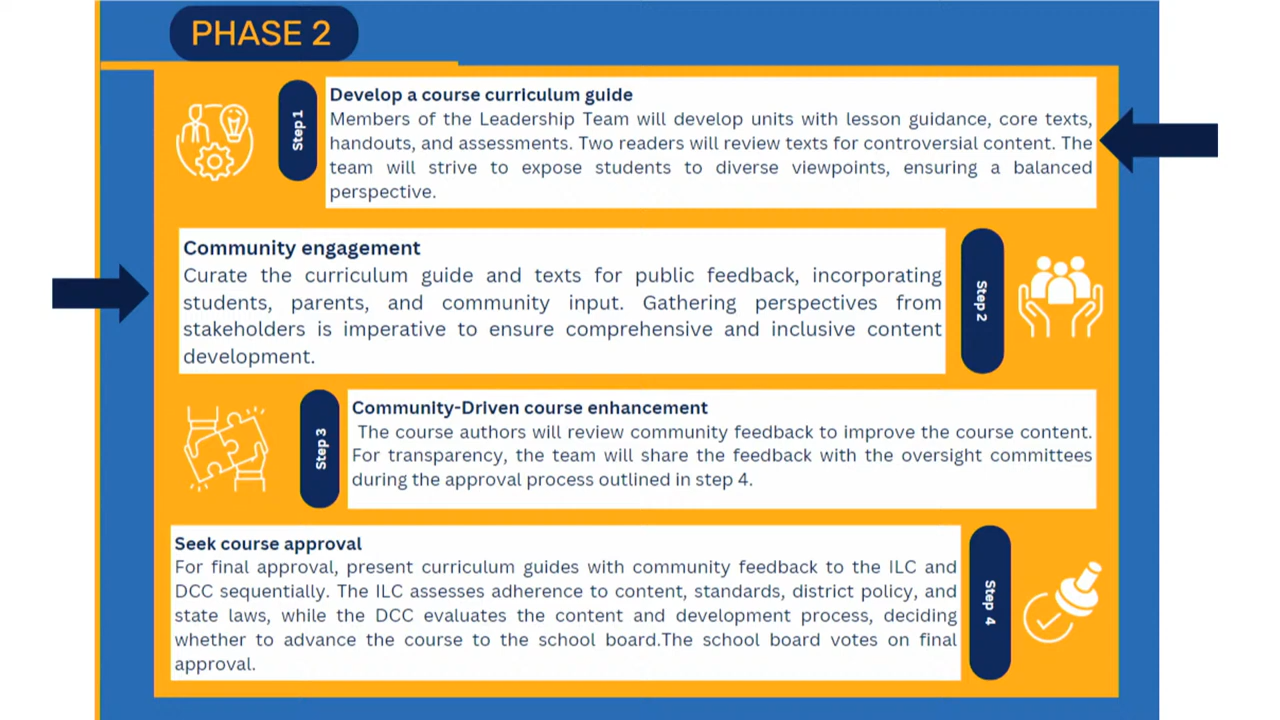 PHASE 2
Step 1
Develop a course curriculum guide
Members of the Leadership Team will develop units with lesson guidance, core texts,
handouts, and assessments. Two readers will review texts for controversial content. The
team will strive to expose students to diverse viewpoints, ensuring a balanced
perspective.
Community engagement
Curate the curriculum guide and texts for public feedback, incorporating
students, parents, and community input. Gathering perspectives from
stakeholders is imperative to ensure comprehensive and inclusive content
development.
Step 2
Step 3
Community-Driven course enhancement
The course authors will review community feedback to improve the course content.
For transparency, the team will share the feedback with the oversight committees
during the approval process outlined in step 4.
Seek course approval
For final approval, present curriculum guides with community feedback to the ILC and
DCC sequentially. The ILC assesses adherence to content, standards, district policy, and
state laws, while the DCC evaluates the content and development process, deciding
whether to advance the course to the school board.The school board votes on final
approval.
Step 4